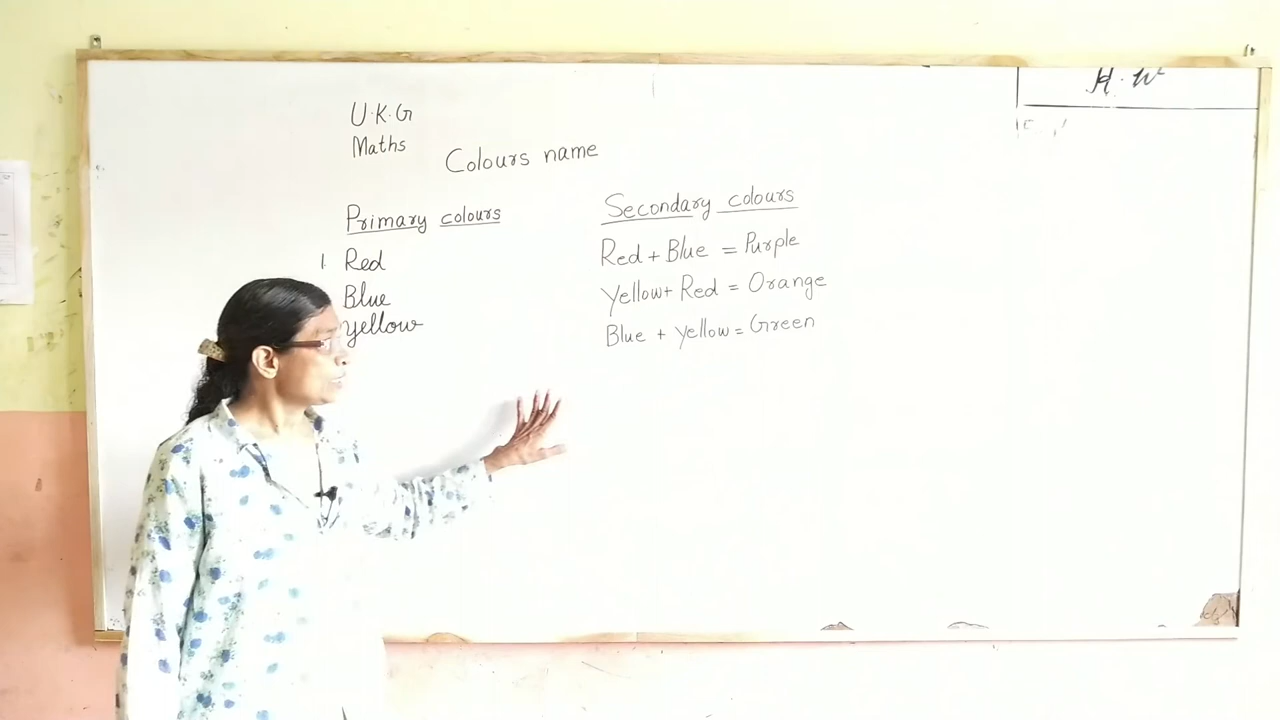 U.K.G
Maths
Colours name
Primary colours
1 Red
Blue
Yellow
Secondary colours
Red + Blue = Purple
Yellow + Red = Orange
Blue + Yellow = Green
H.W